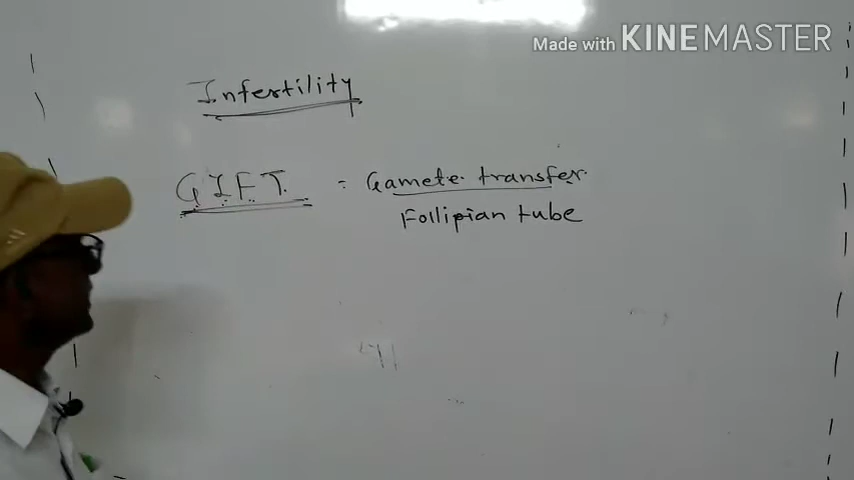 Made with KINEMASTER
Infertility
G I F T. = Gamete transfer.
Follipian tube